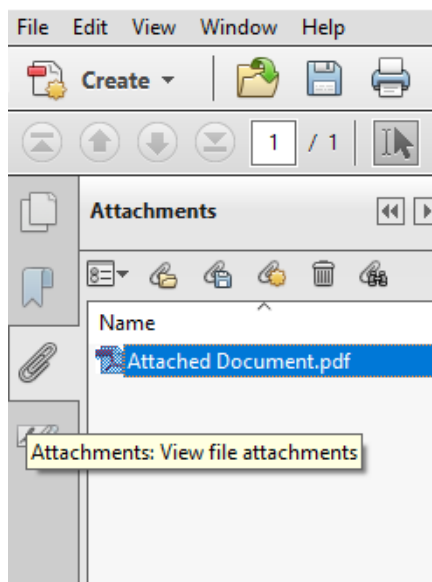 File Edit View Window Help
Create
1 / 1
Attachments
Name
Attached Document.pdf
Attachments: View file attachments